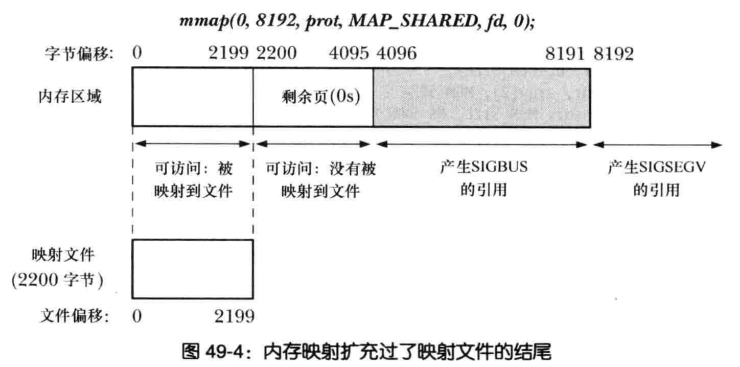 mmap(0, 8192, prot, MAP_SHARED, fd, 0);
字节偏移: 0 2199 2200 4095 4096 8191 8192
内存区域 剩余页(0s)
可访问：被 可访问：没有被 产生SIGBUS 产生SIGSEGV
映射到文件 映射到文件 的引用 的引用
映射文件
(2200 字节)
文件偏移: 0 2199
图 49-4：内存映射扩充过了映射文件的结尾